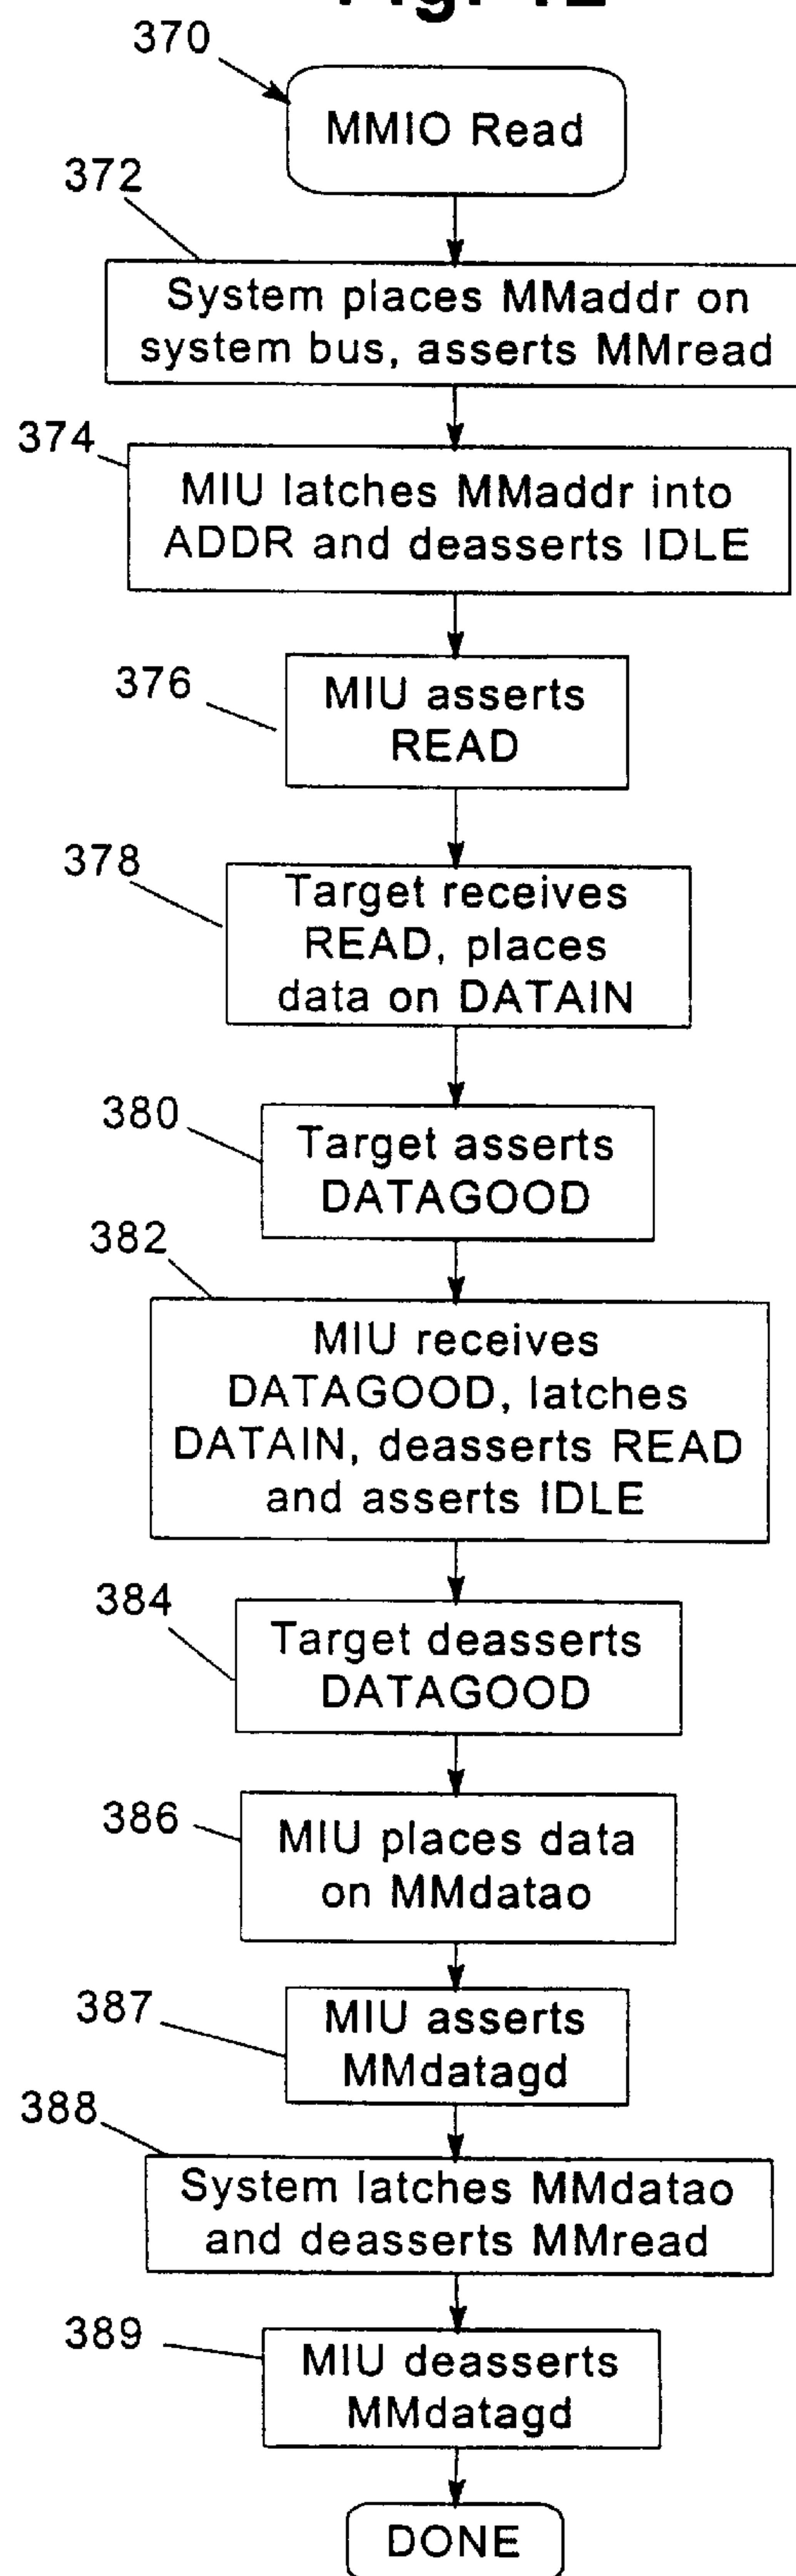 370
MMIO Read
372
System places MMaddr on
system bus, asserts MMread
374
MIU latches MMaddr into
ADDR and deasserts IDLE
376
MIU asserts
READ
378
Target receives
READ, places
data on DATAIN
380
Target asserts
DATAGOOD
382
MIU receives
DATAGOOD, latches
DATAIN, deasserts READ
and asserts IDLE
384
Target deasserts
DATAGOOD
386
MIU places data
on MMdatao
387
MIU asserts
MMdatagd
388
System latches MMdatao
and deasserts MMread
389
MIU deasserts
MMdatagd
DONE